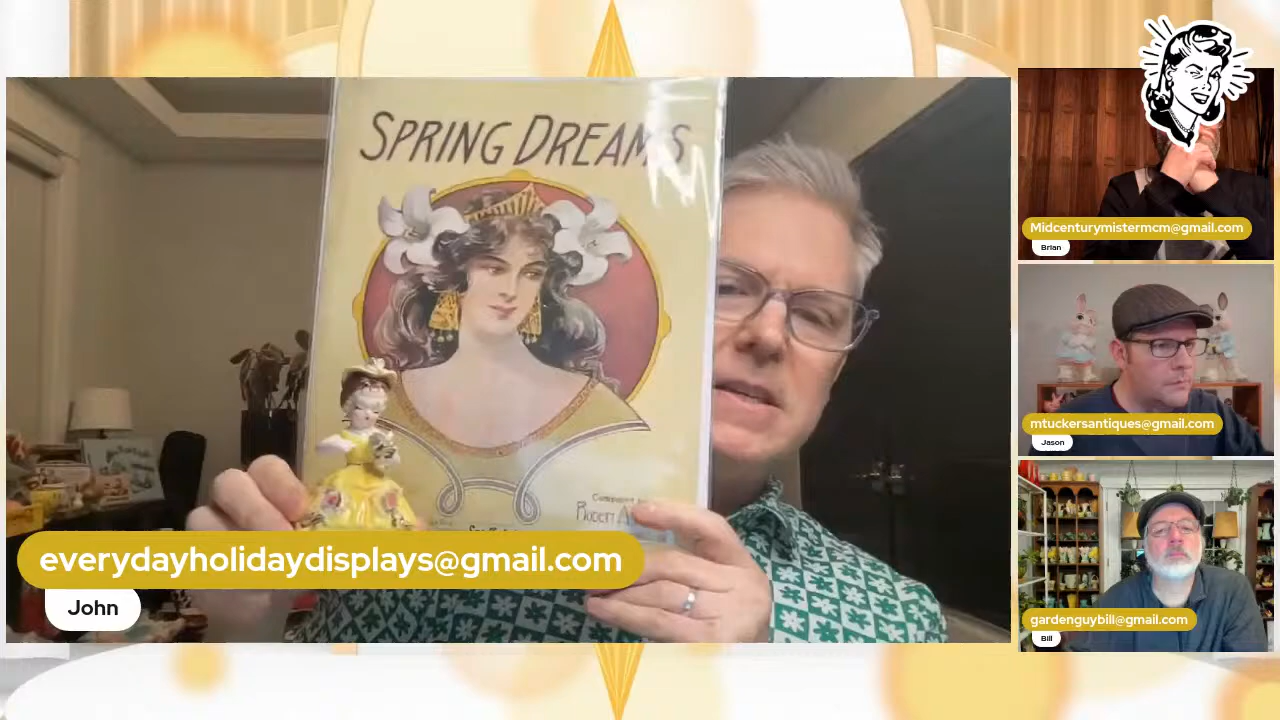 SPRING DREAMS
Composed by
Robert
everydayholidaydisplays@gmail.com
John
Midcenturymistermcm@gmail.com
Brian
mtuckersantiques@gmail.com
Jason
gardenguybill@gmail.com
Bill